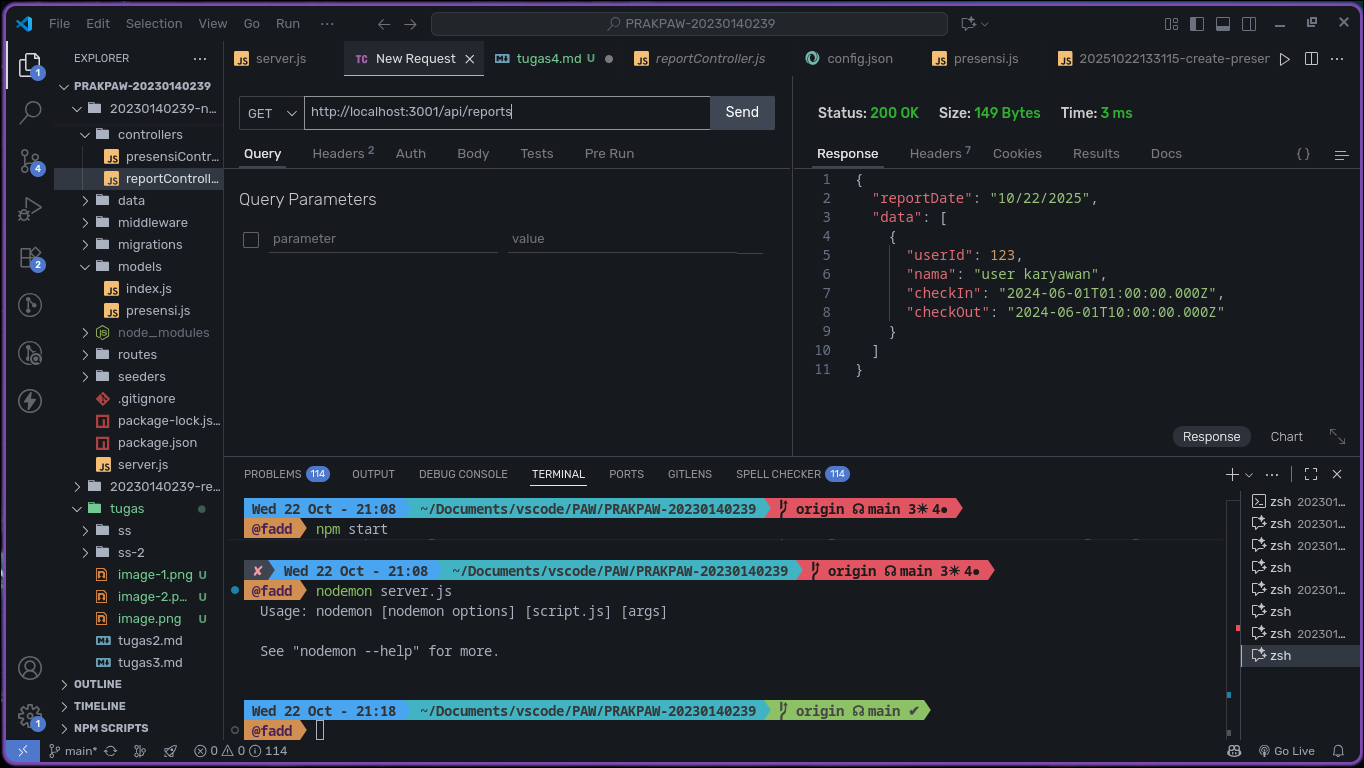 File Edit Selection View Go Run ··· PRAKPAW-20230140239
EXPLORER ···
PRAKPAW-20230140239
20230140239-n...
controllers
presensiContr...
reportControll...
data
middleware
migrations
models
index.js
presensi.js
node_modules
routes
seeders
.gitignore
package-lock.js...
package.json
server.js
20230140239-re...
tugas
ss
ss-2
image-1.png U
image-2.p... U
image.png U
tugas2.md
tugas3.md
OUTLINE
TIMELINE
NPM SCRIPTS
1
4
2
1
server.js TC New Request tugas4.md U reportController.js config.json presensi.js 20251022133115-create-preser
GET http://localhost:3001/api/reports Send
Query Headers 2 Auth Body Tests Pre Run
Query Parameters
parameter value
Status: 200 OK Size: 149 Bytes Time: 3 ms
Response Headers 7 Cookies Results Docs { }
1 {
2 "reportDate": "10/22/2025",
3 "data": [
4 {
5 "userId": 123,
6 "nama": "user karyawan",
7 "checkIn": "2024-06-01T01:00:00.000Z",
8 "checkOut": "2024-06-01T10:00:00.000Z"
9 }
10 ]
11 }
Response Chart
PROBLEMS 114 OUTPUT DEBUG CONSOLE TERMINAL PORTS GITLENS SPELL CHECKER 114
Wed 22 Oct - 21:08 ~/Documents/vscode/PAW/PRAKPAW-20230140239 origin ☊ main 3☀ 4●
@fadd npm start
✘ Wed 22 Oct - 21:08 ~/Documents/vscode/PAW/PRAKPAW-20230140239 origin ☊ main 3☀ 4●
@fadd nodemon server.js
Usage: nodemon [nodemon options] [script.js] [args]
See "nodemon --help" for more.
Wed 22 Oct - 21:18 ~/Documents/vscode/PAW/PRAKPAW-20230140239 origin ☊ main ✔
@fadd
zsh 202301...
zsh 202301...
zsh 202301...
zsh
zsh 202301...
zsh
zsh 202301...
zsh
main* 0 0 114 Go Live